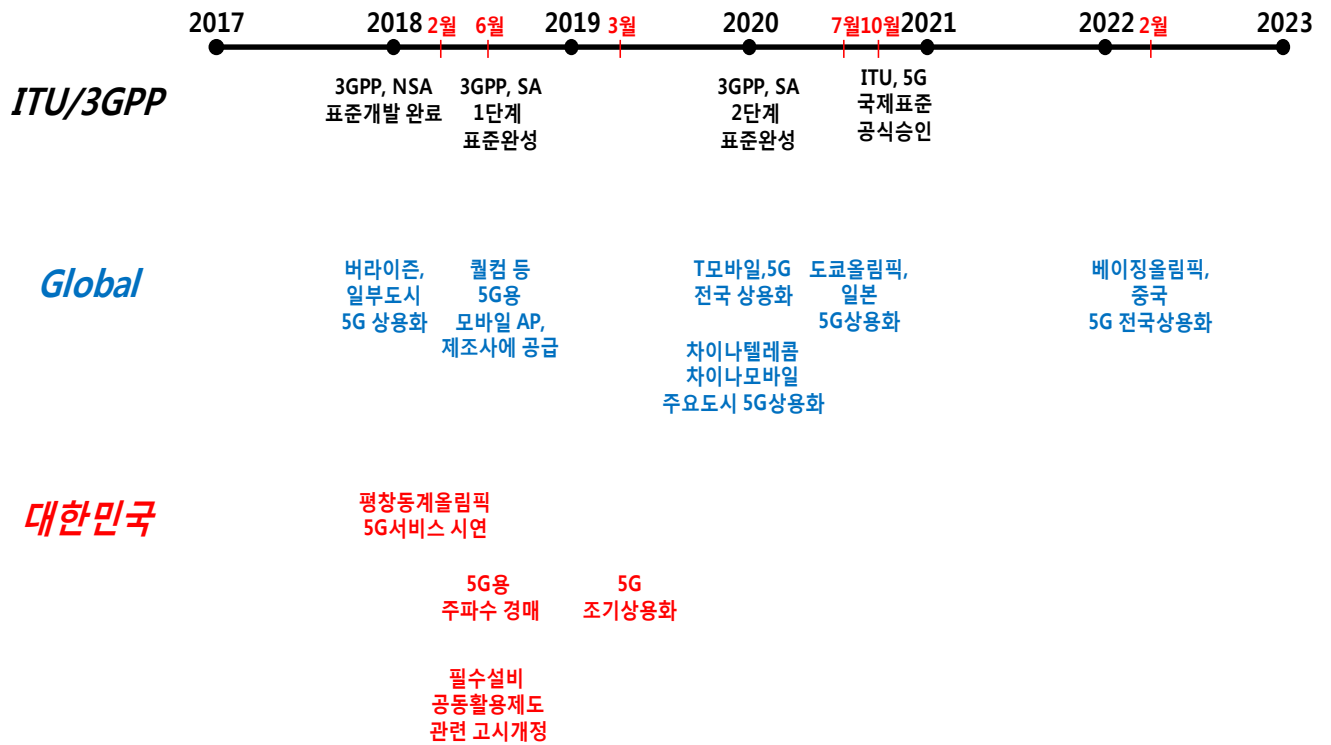 2017 2018 2월 6월 2019 3월 2020 7월 10월 2021 2022 2월 2023
ITU/3GPP
3GPP, NSA
표준개발 완료
3GPP, SA
1단계
표준완성
3GPP, SA
2단계
표준완성
ITU, 5G
국제표준
공식승인
Global
버라이즌,
일부도시
5G 상용화
퀄컴 등
5G용
모바일 AP,
제조사에 공급
T모바일,5G
전국 상용화
차이나텔레콤
차이나모바일
주요도시 5G상용화
도쿄올림픽,
일본
5G상용화
베이징올림픽,
중국
5G 전국상용화
대한민국
평창동계올림픽
5G서비스 시연
5G용
주파수 경매
5G
조기상용화
필수설비
공동활용제도
관련 고시개정